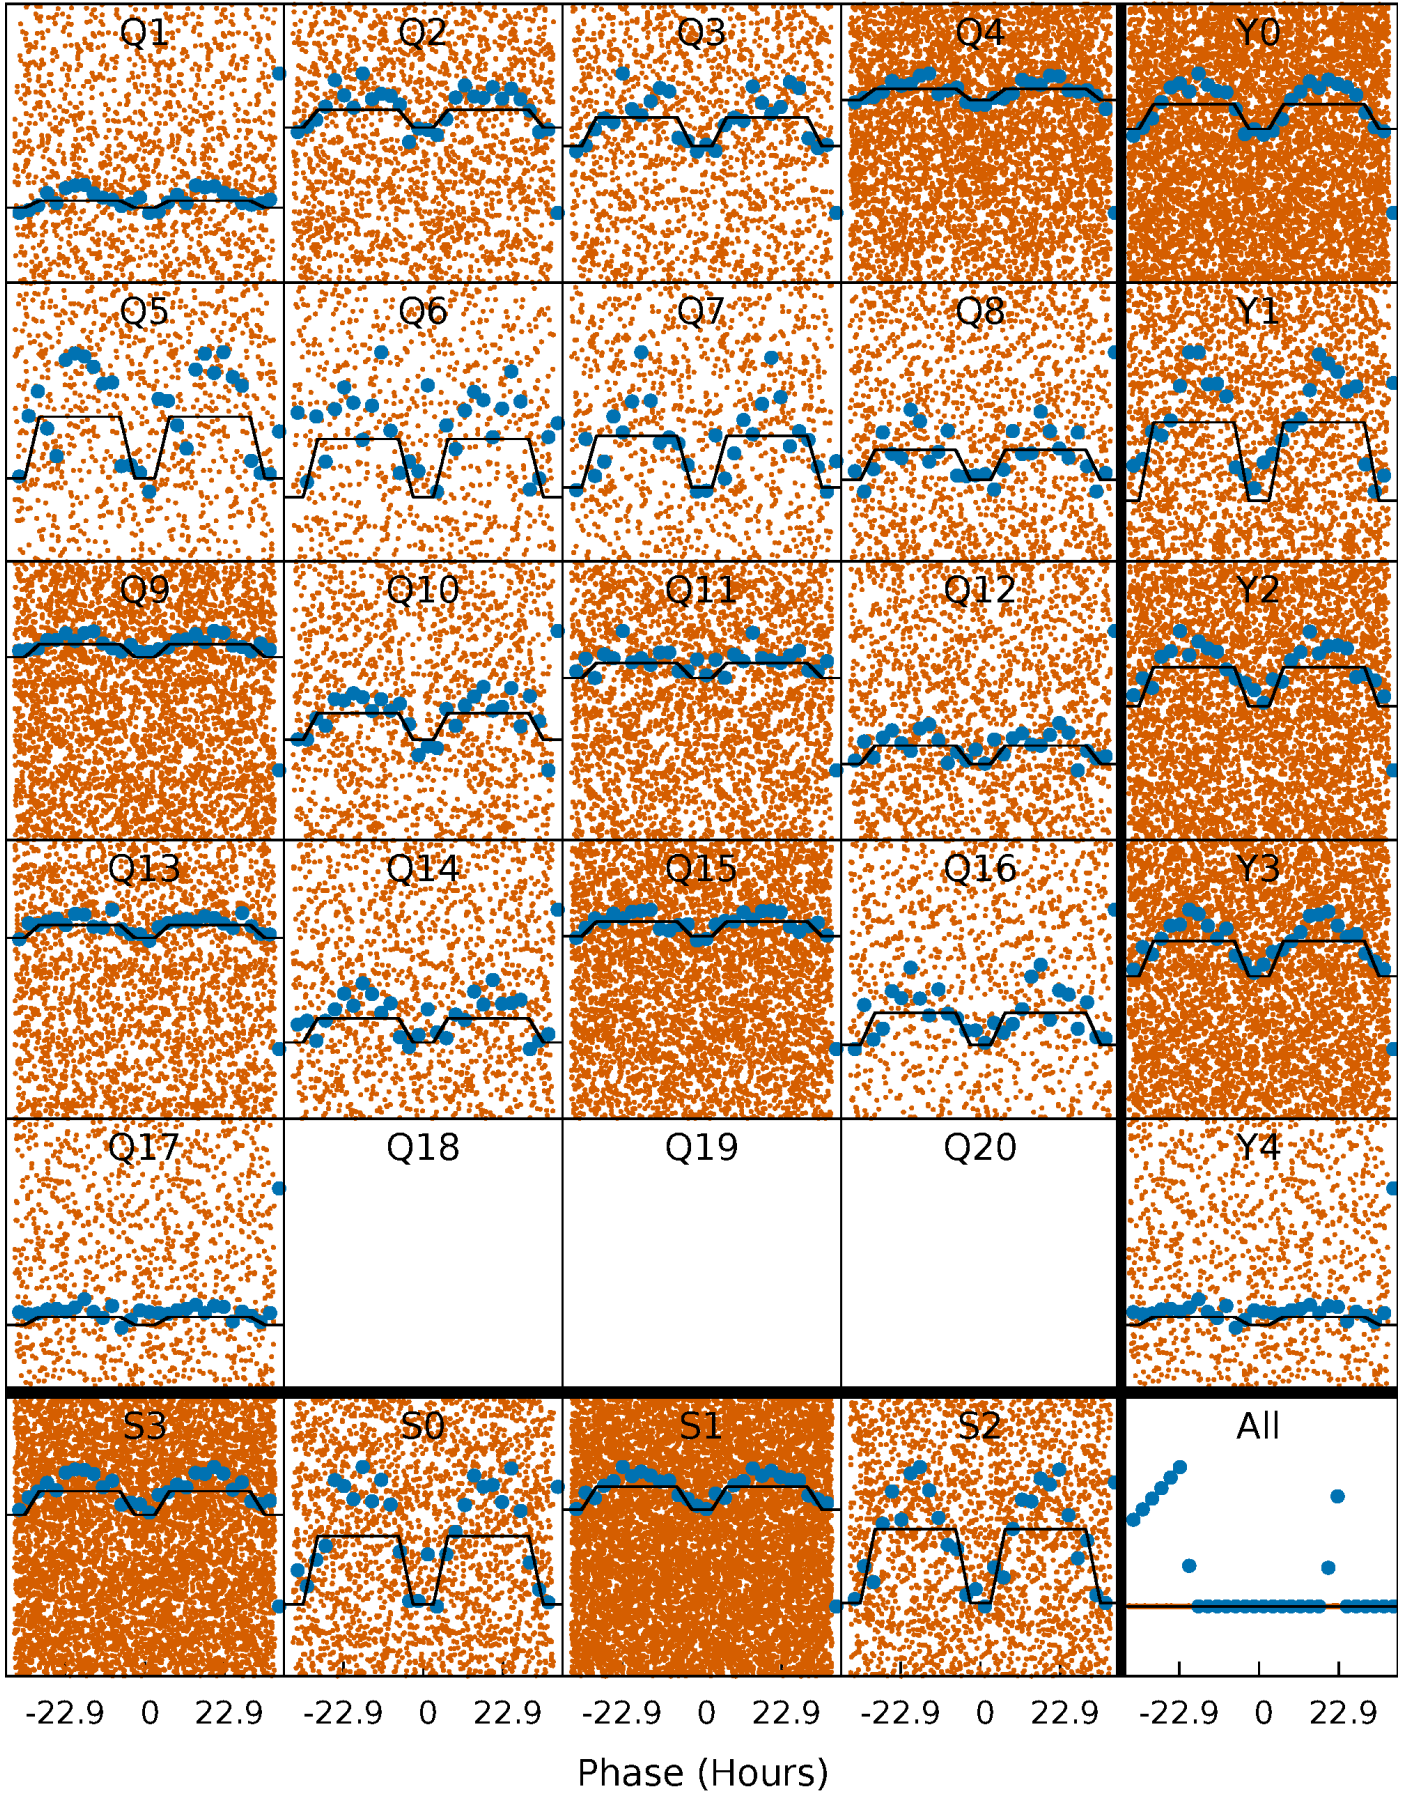 Q1 Q2 Q3 Q4 Y0
Q5 Q6 Q7 Q8 Y1
Q9 Q10 Q11 Q12 Y2
Q13 Q14 Q15 Q16 Y3
Q17 Q18 Q19 Q20 Y4
S3 S0 S1 S2 All
-22.9 0 22.9 -22.9 0 22.9 -22.9 0 22.9 -22.9 0 22.9 -22.9 0 22.9
Phase (Hours)